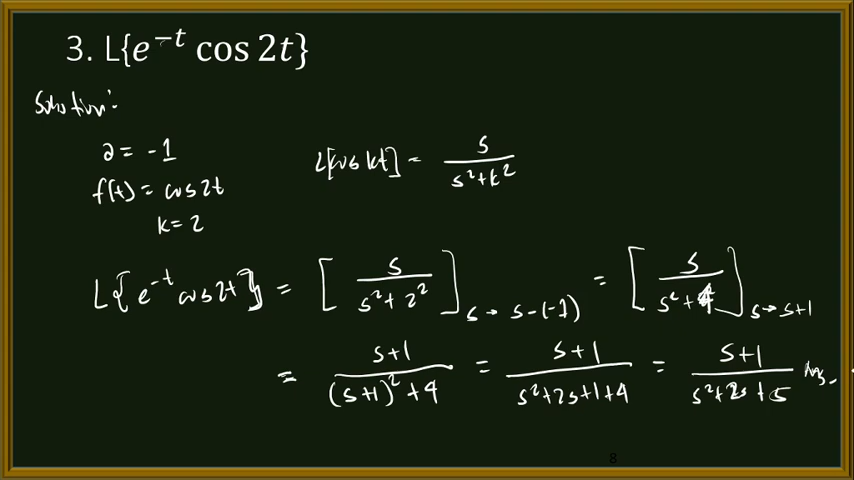 3. L{e⁻ᵗ cos 2t}
Solution:
a = -1
L[cos kt] = s/(s²+k²)
f(t) = cos 2t
k = 2
L{e⁻ᵗ cos 2t} = [s/(s²+2²)]s→s-(-1) = [s/(s²+4)]s→s+1
= (s+1)/((s+1)²+4) = (s+1)/(s²+2s+1+4) = (s+1)/(s²+2s+5) Ans.
8